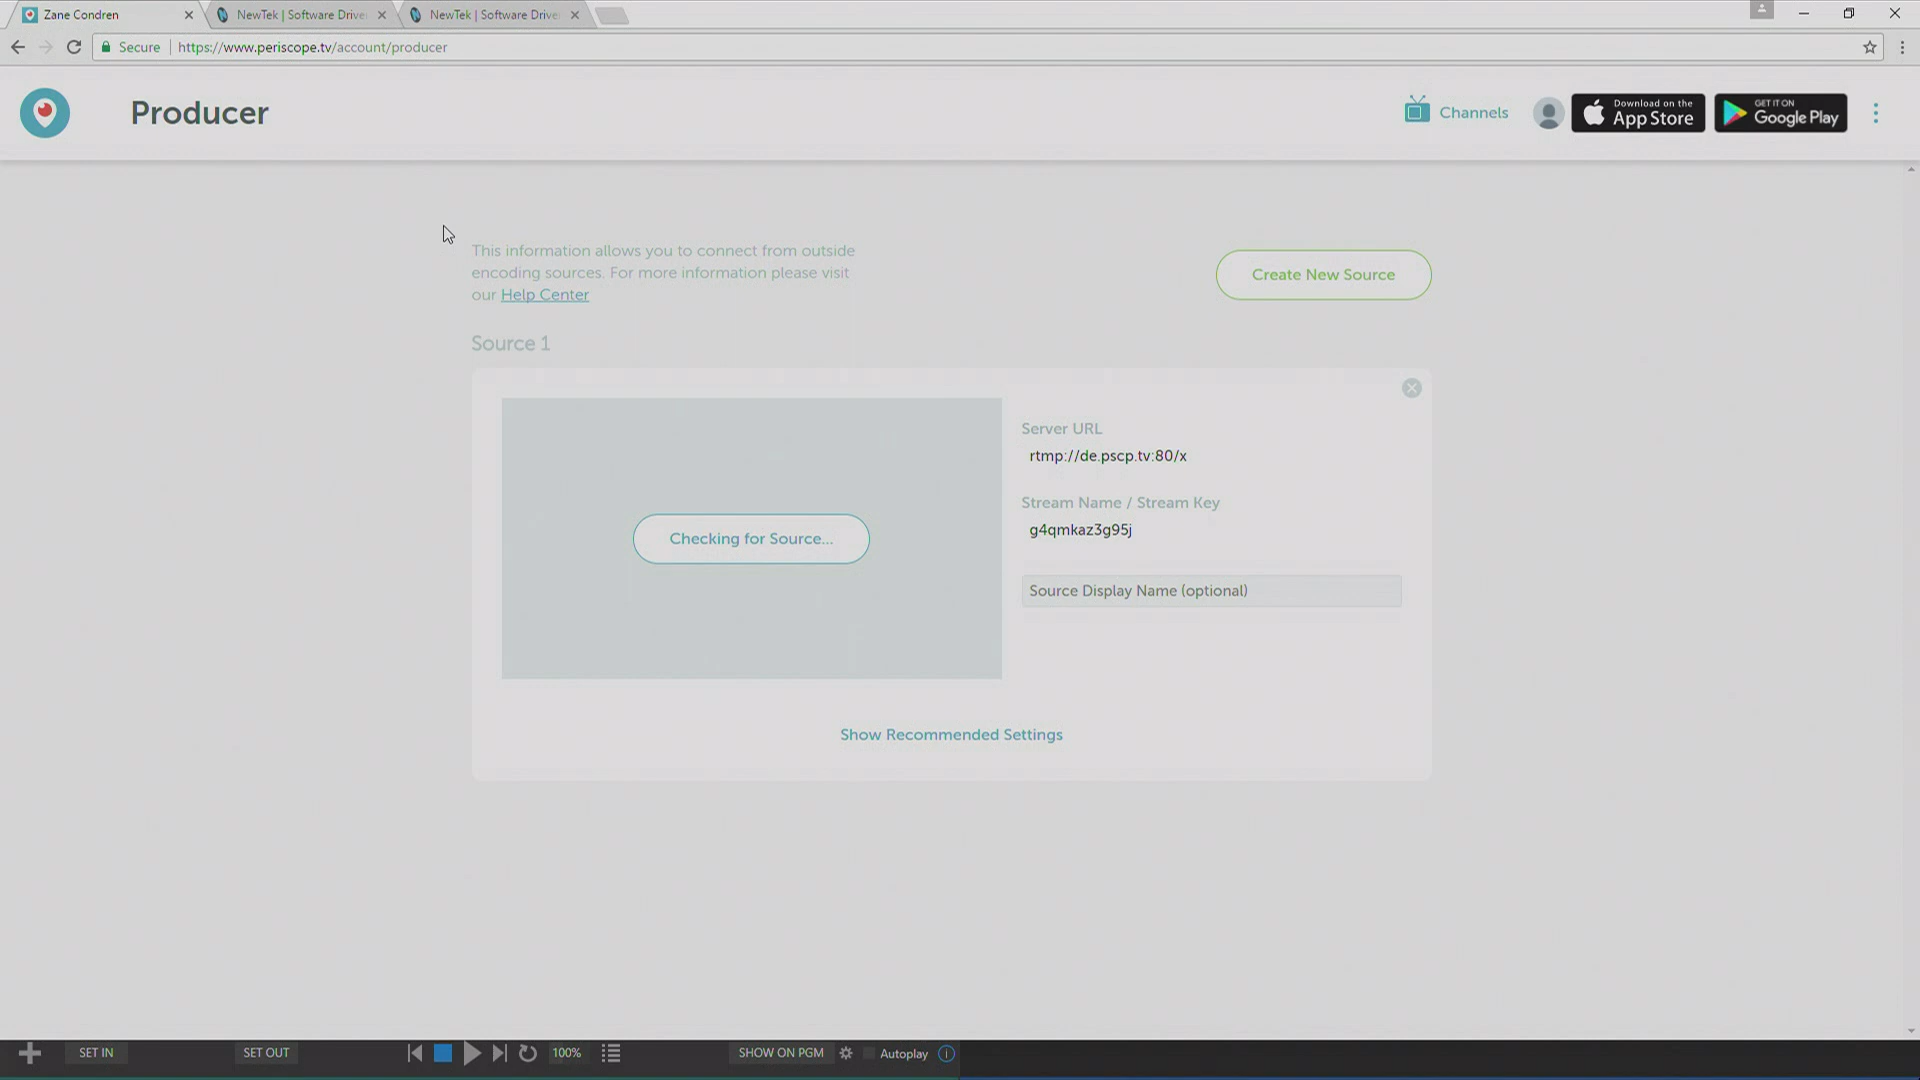 Zane Condren
NewTek | Software Drive
NewTek | Software Drive
Secure
https://www.periscope.tv/account/producer
Producer
Channels
Download on the
App Store
GET IT ON
Google Play
This information allows you to connect from outside
encoding sources. For more information please visit
our Help Center
Create New Source
Source 1
Checking for Source...
Server URL
rtmp://de.pscp.tv:80/x
Stream Name / Stream Key
g4qmkaz3g95j
Source Display Name (optional)
Show Recommended Settings
SET IN
SET OUT
100%
SHOW ON PGM
Autoplay